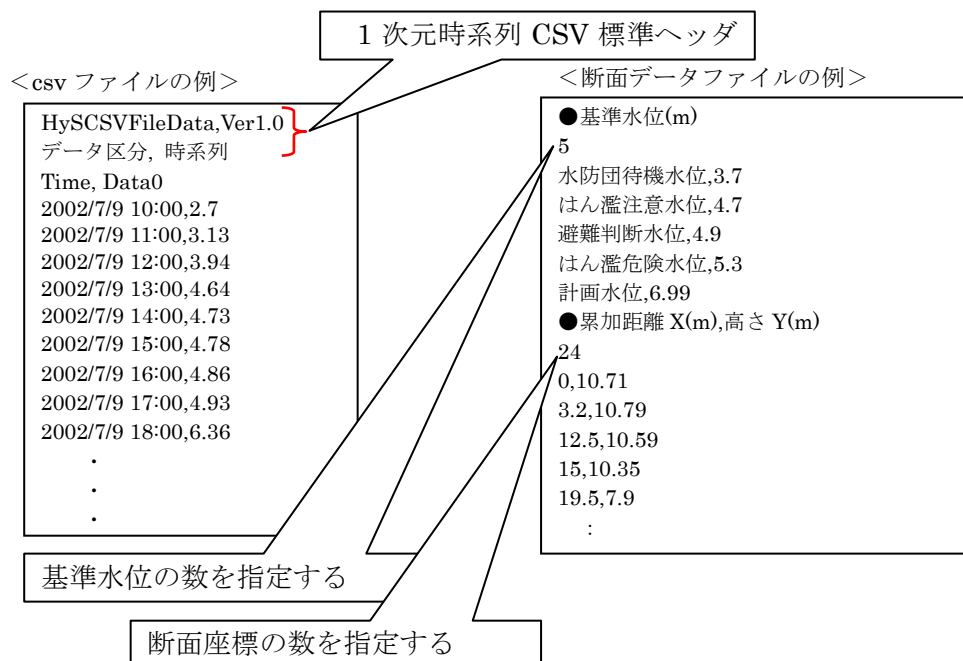 1 次元時系列 CSV 標準ヘッダ
<csv ファイルの例>
HySCSVFileData,Ver1.0
データ区分, 時系列
Time, Data0
2002/7/9 10:00,2.7
2002/7/9 11:00,3.13
2002/7/9 12:00,3.94
2002/7/9 13:00,4.64
2002/7/9 14:00,4.73
2002/7/9 15:00,4.78
2002/7/9 16:00,4.86
2002/7/9 17:00,4.93
2002/7/9 18:00,6.36
・
・
・
<断面データファイルの例>
●基準水位(m)
5
水防団待機水位,3.7
はん濫注意水位,4.7
避難判断水位,4.9
はん濫危険水位,5.3
計画水位,6.99
●累加距離 X(m),高さ Y(m)
24
0,10.71
3.2,10.79
12.5,10.59
15,10.35
19.5,7.9
:
基準水位の数を指定する
断面座標の数を指定する